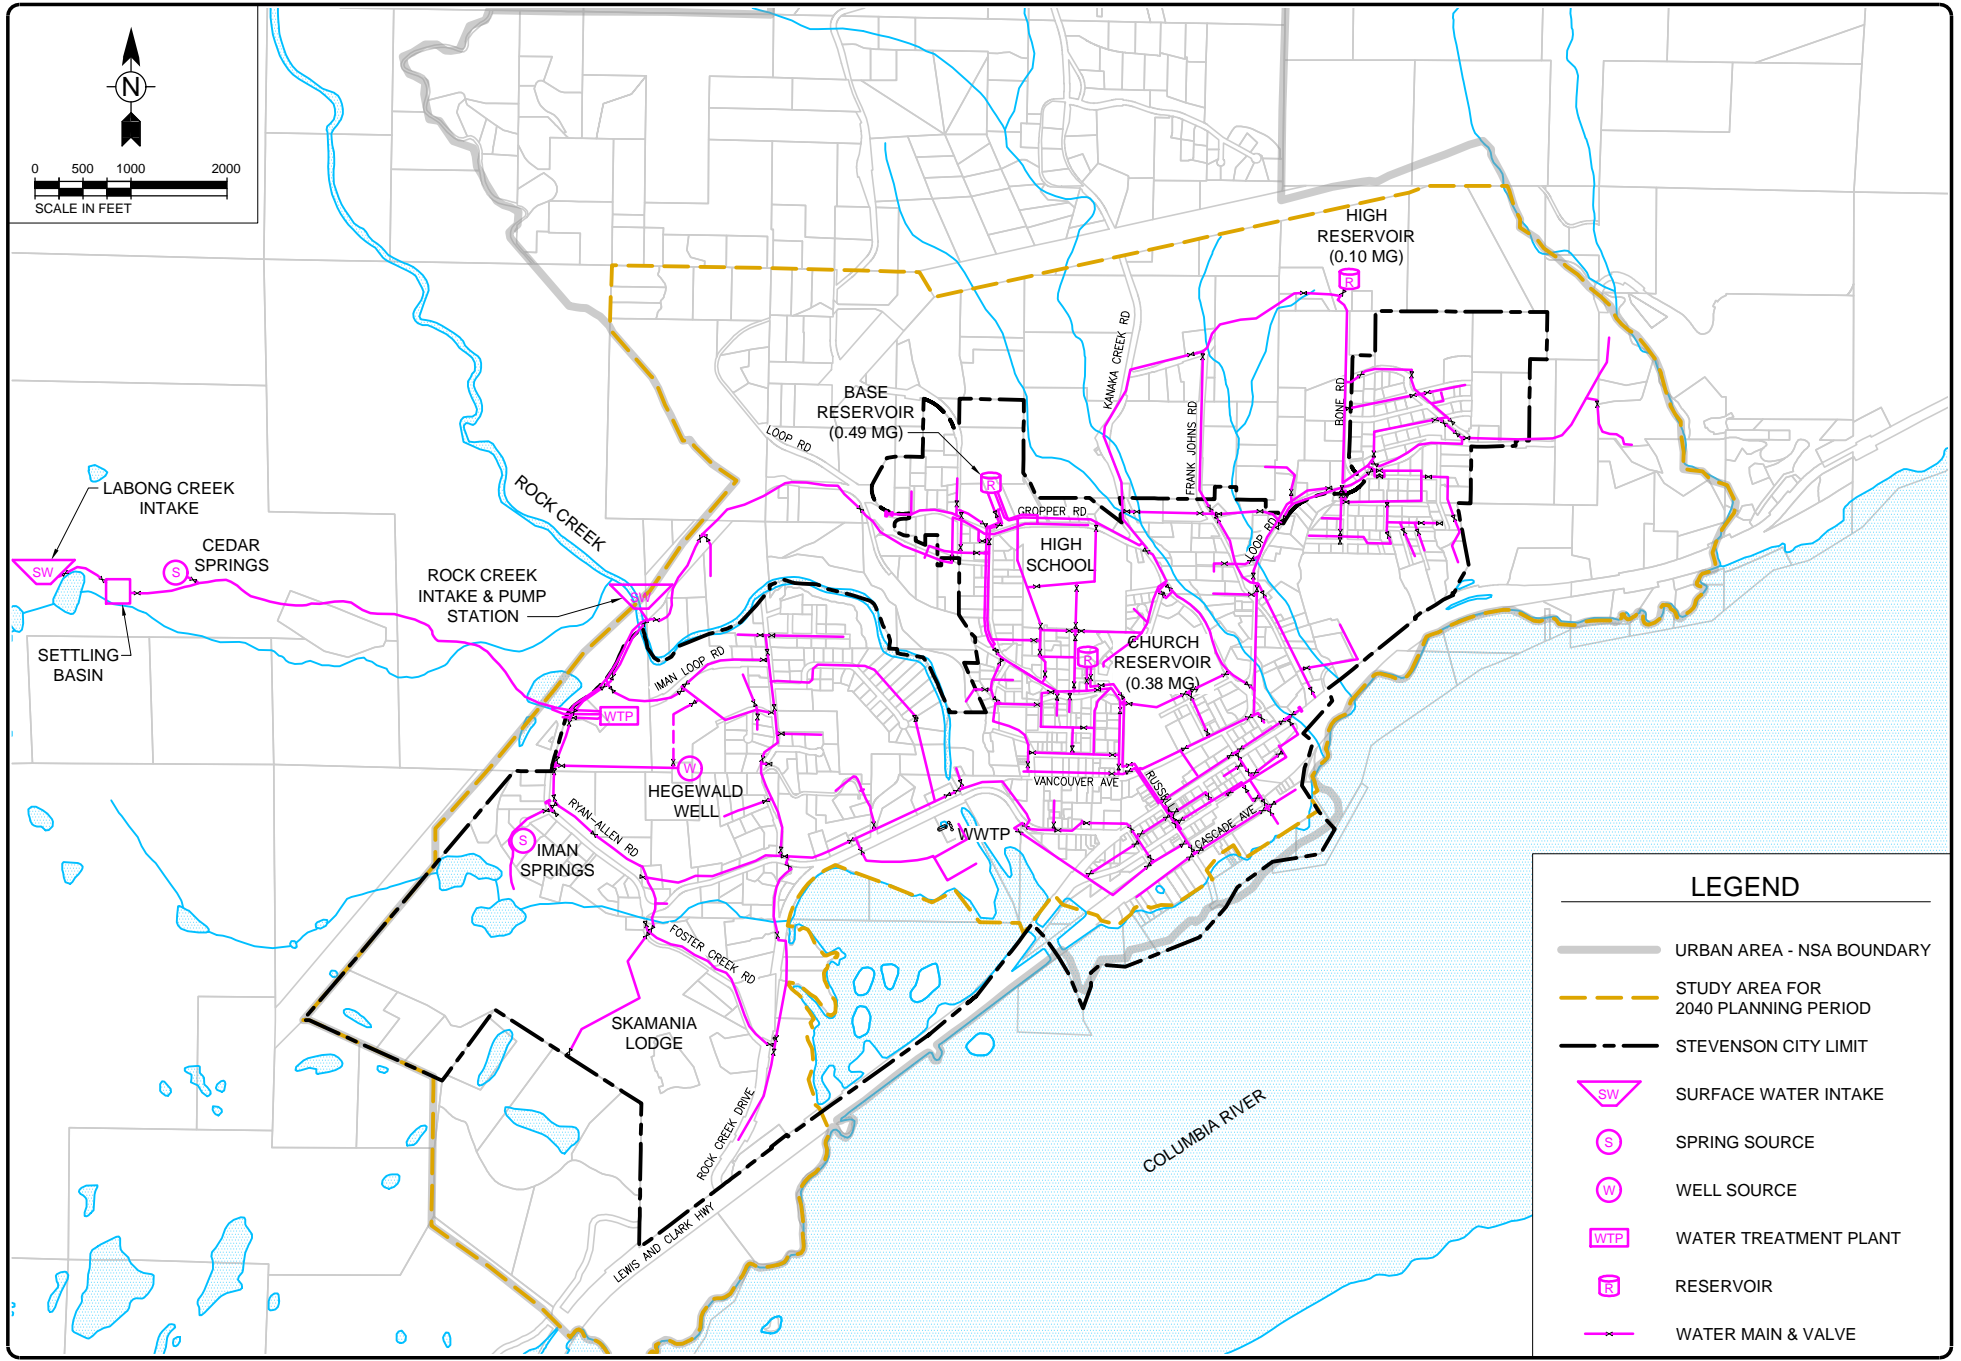 N
0 500 1000 2000
SCALE IN FEET
HIGH
RESERVOIR
(0.10 MG)
R
KANAKA CREEK RD
FRANK JOHNS RD
BONE RD
BASE
RESERVOIR
(0.49 MG)
LOOP RD
R
GROPPER RD
HIGH
SCHOOL
LOOP RD
LABONG CREEK
INTAKE
SW
CEDAR
SPRINGS
S
SETTLING
BASIN
ROCK CREEK
ROCK CREEK
INTAKE & PUMP
STATION
SW
IMAN LOOP RD
WTP
CHURCH
RESERVOIR
(0.38 MG)
R
W
HEGEWALD
WELL
VANCOUVER AVE
RUSSELL
CASCADE AVE
RYAN-ALLEN RD
S
IMAN
SPRINGS
WWTP
FOSTER CREEK RD
SKAMANIA
LODGE
ROCK CREEK DRIVE
LEWIS AND CLARK HWY
COLUMBIA RIVER
LEGEND
URBAN AREA - NSA BOUNDARY
STUDY AREA FOR
2040 PLANNING PERIOD
STEVENSON CITY LIMIT
SW SURFACE WATER INTAKE
S SPRING SOURCE
W WELL SOURCE
WTP WATER TREATMENT PLANT
R RESERVOIR
WATER MAIN & VALVE